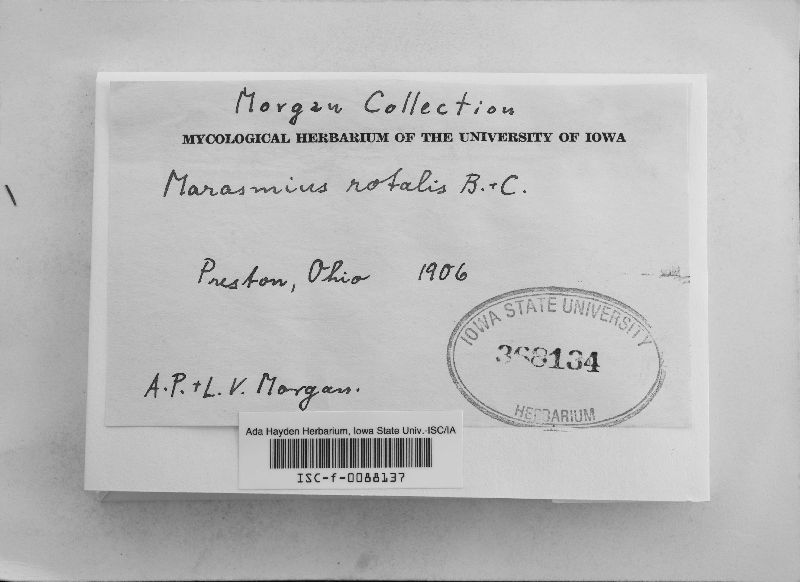 Morgan Collection
MYCOLOGICAL HERBARIUM OF THE UNIVERSITY OF IOWA
Marasmius rotalis B.+C.
Preston, Ohio 1906
IOWA STATE UNIVERSITY
388134
HERBARIUM
A.P.+L.V. Morgan.
Ada Hayden Herbarium, Iowa State Univ.-ISC/IA
ISC-f-0088137